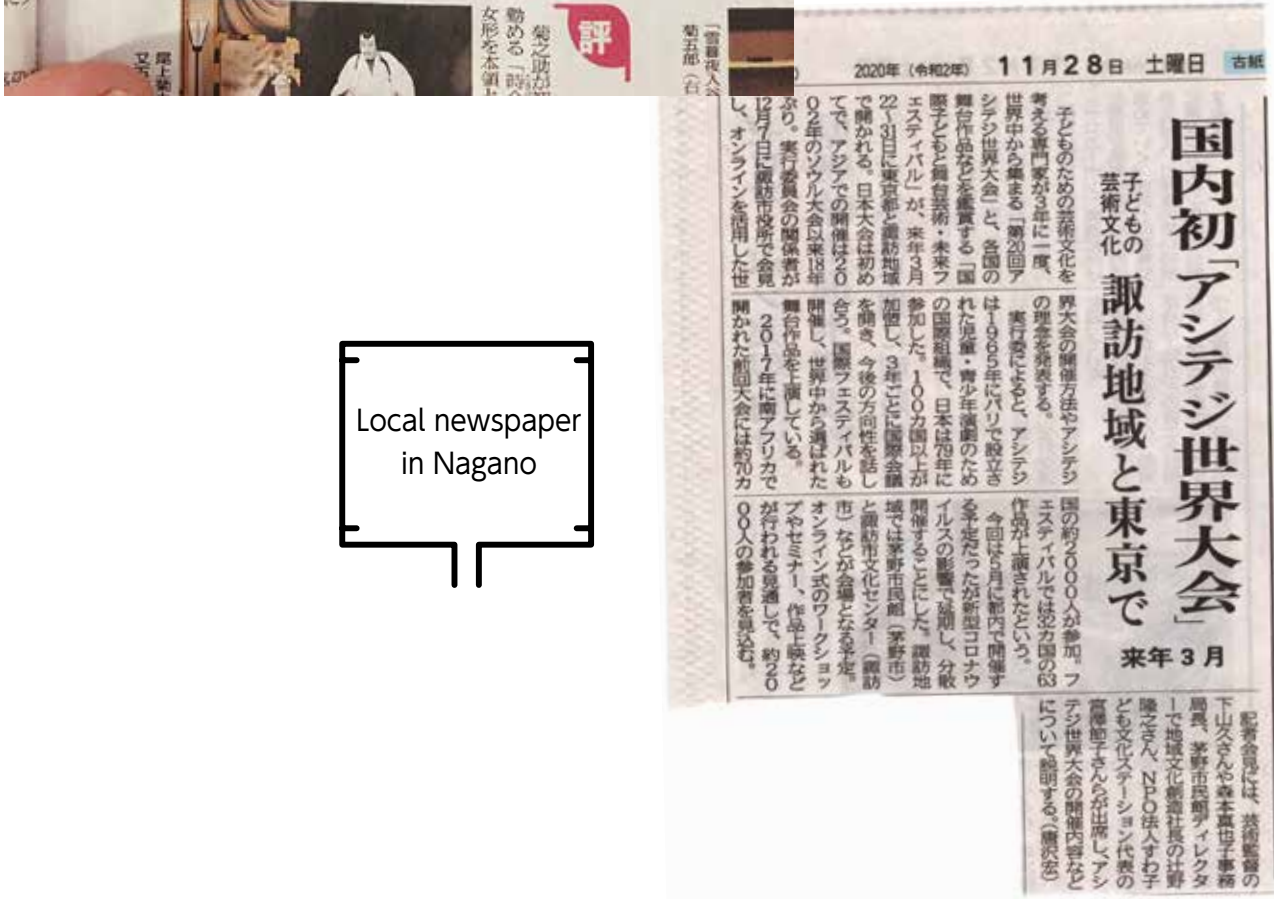 評
菊之助が初
勤める「時今
女形を本領と
「雪暮夜入谷
菊五郎(右
2020年(令和2年) 11月28日 土曜日 古紙
国内初「アシテジ世界大会」
子どもの
芸術文化
諏訪地域と東京で
来年3月
子どものための芸術文化を
考える専門家が3年に一度、
世界中から集まる「第20回ア
シテジ世界大会」と、各国の
舞台作品などを鑑賞する「国
際子どもと舞台芸術・未来フ
ェスティバル」が、来年3月
22~31日に東京都と諏訪地域
で開かれる。日本大会は初め
てで、アジアでの開催は20
02年のソウル大会以来18年
ぶり。実行委員会の関係者が
12月7日に諏訪市役所で会見
し、オンラインを活用した世
界大会の開催方法やアシテジ
の理念を発表する。
実行委によると、アシテジ
は1965年にパリで設立さ
れた児童・青少年演劇のため
の国際組織で、日本は79年に
参加した。100カ国以上が
加盟し、3年ごとに国際会議
を開き、今後の方向性を話し
合う。国際フェスティバルも
開催し、世界中から選ばれた
舞台作品を上演している。
2017年に南アフリカで
開かれた前回大会には約70カ
国の約2000人が参加。フ
ェスティバルでは32カ国の63
作品が上演されたという。
今回は5月に都内で開催す
る予定だったが新型コロナウ
イルスの影響で延期し、分散
開催することにした。諏訪地
域では茅野市民館(茅野市)
と諏訪市文化センター(諏訪
市)などが会場となる予定。
オンライン式のワークショッ
プやセミナー、作品上映など
が行われる見通しで、約20
00人の参加者を見込む。
記者会見には、芸術監督の
下山久さんや森本真也子事務
局長、茅野市民館ディレクタ
ーで地域文化創造社長の辻野
隆之さん、NPO法人すわ子
ども文化ステーション代表の
宮澤節子さんらが出席し、アシ
テジ世界大会の開催内容など
について説明する。(唐沢宏)
Local newspaper
in Nagano